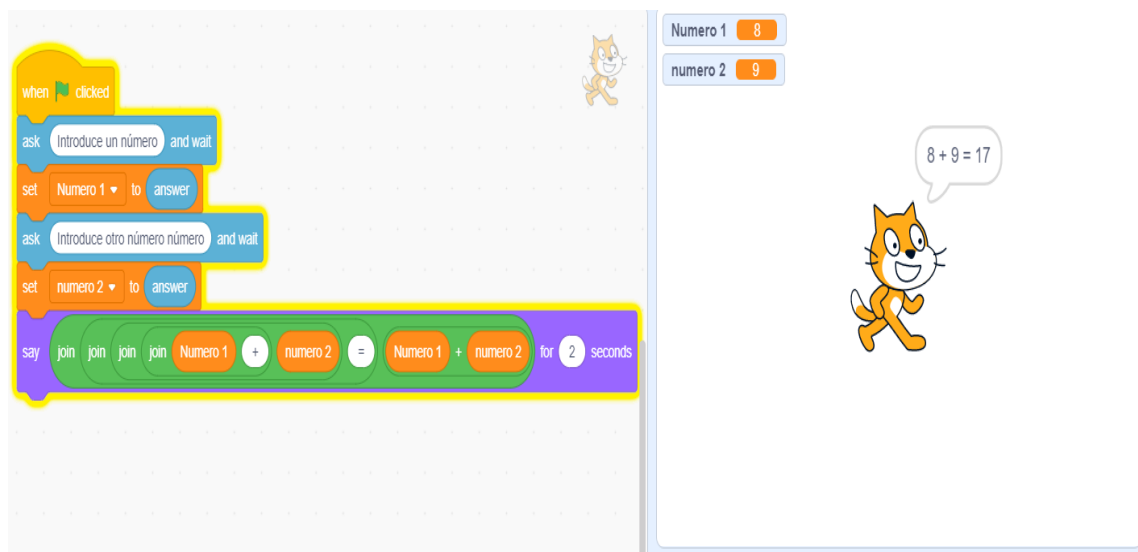 when clicked
ask Introduce un número and wait
set Numero 1 to answer
ask Introduce otro número número and wait
set numero 2 to answer
say join join join join Numero 1 + numero 2 = Numero 1 + numero 2 for 2 seconds
Numero 1 8
numero 2 9
8 + 9 = 17